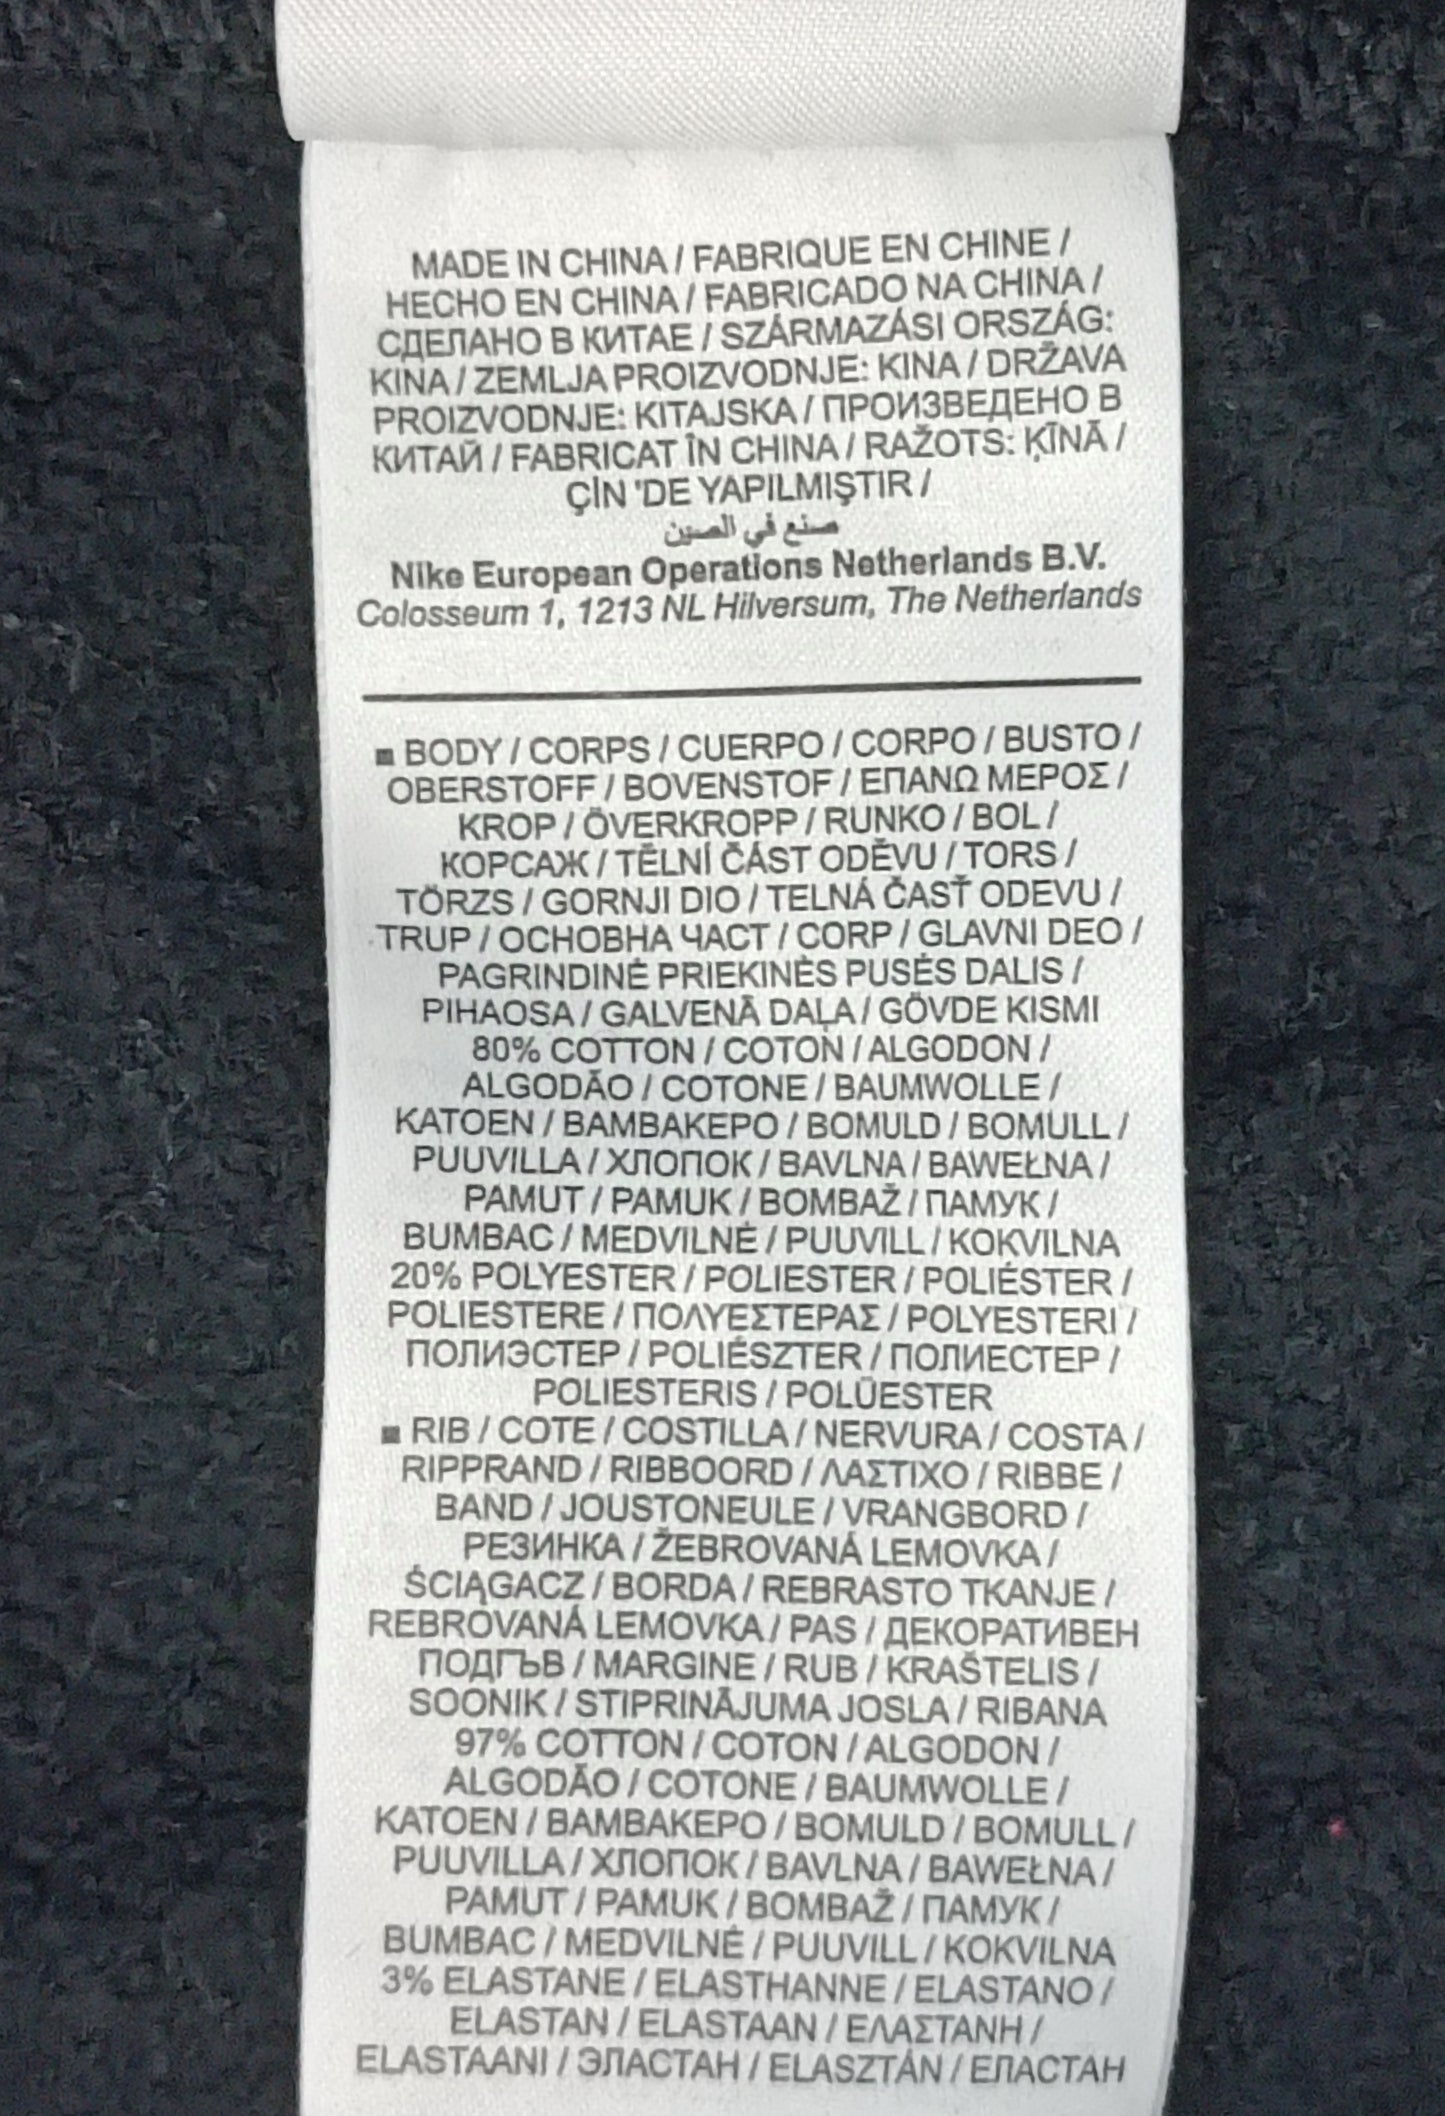 MADE IN CHINA / FABRIQUE EN CHINE /
HECHO EN CHINA / FABRICADO NA CHINA /
СДЕЛАНО В КИТАЕ / SZÁRMAZÁSI ORSZÁG:
KINA / ZEMLJA PROIZVODNJE: KINA / DRŽAVA
PROIZVODNJE: KITAJSKA / ПРОИЗВЕДЕНО В
КИТАЙ / FABRICAT ÎN CHINA / RAŽOTS: ĶĪNĀ /
ÇİN 'DE YAPILMIŞTIR /
صنع في الصين
Nike European Operations Netherlands B.V.
Colosseum 1, 1213 NL Hilversum, The Netherlands
■ BODY / CORPS / CUERPO / CORPO / BUSTO /
OBERSTOFF / BOVENSTOF / ΕΠΑΝΩ ΜΕΡΟΣ /
KROP / ÖVERKROPP / RUNKO / BOL /
КОРСАЖ / TĚLNÍ ČÁST ODĚVU / TORS /
TÖRZS / GORNJI DIO / TELNÁ ČASŤ ODEVU /
TRUP / ОСНОВНА ЧАСТ / CORP / GLAVNI DEO /
PAGRINDINĖ PRIEKINĖS PUSĖS DALIS /
PIHAOSA / GALVENĀ DAĻA / GÖVDE KISMI
80% COTTON / COTON / ALGODON /
ALGODÃO / COTONE / BAUMWOLLE /
KATOEN / ΒΑΜΒΑΚΕΡΟ / BOMULD / BOMULL /
PUUVILLA / ХЛОПОК / BAVLNA / BAWEŁNA /
PAMUT / PAMUK / BOMBAŽ / ПАМУК /
BUMBAC / MEDVILNĖ / PUUVILL / KOKVILNA
20% POLYESTER / POLIESTER / POLIÉSTER /
POLIESTERE / ΠΟΛΥΕΣΤΕΡΑΣ / POLYESTERI /
ПОЛИЭСТЕР / POLIÉSZTER / ПОЛИЕСТЕР /
POLIESTERIS / POLÜESTER
■ RIB / COTE / COSTILLA / NERVURA / COSTA /
RIPPRAND / RIBBOORD / ΛΑΣΤΙΧΟ / RIBBE /
BAND / JOUSTONEULE / VRANGBORD /
РЕЗИНКА / ŽEBROVANÁ LEMOVKA /
ŚCIĄGACZ / BORDA / REBRASTO TKANJE /
REBROVANÁ LEMOVKA / PAS / ДЕКОРАТИВЕН
ПОДГЪВ / MARGINE / RUB / KRAŠTELIS /
SOONIK / STIPRINĀJUMA JOSLA / RIBANA
97% COTTON / COTON / ALGODON /
ALGODÃO / COTONE / BAUMWOLLE /
KATOEN / ΒΑΜΒΑΚΕΡΟ / BOMULD / BOMULL /
PUUVILLA / ХЛОПОК / BAVLNA / BAWEŁNA /
PAMUT / PAMUK / BOMBAŽ / ПАМУК /
BUMBAC / MEDVILNĖ / PUUVILL / KOKVILNA
3% ELASTANE / ELASTHANNE / ELASTANO /
ELASTAN / ELASTAAN / ΕΛΑΣΤΑΝΗ /
ELASTAANI / ЭЛАСТАН / ELASZTÁN / ЕЛАСТАН